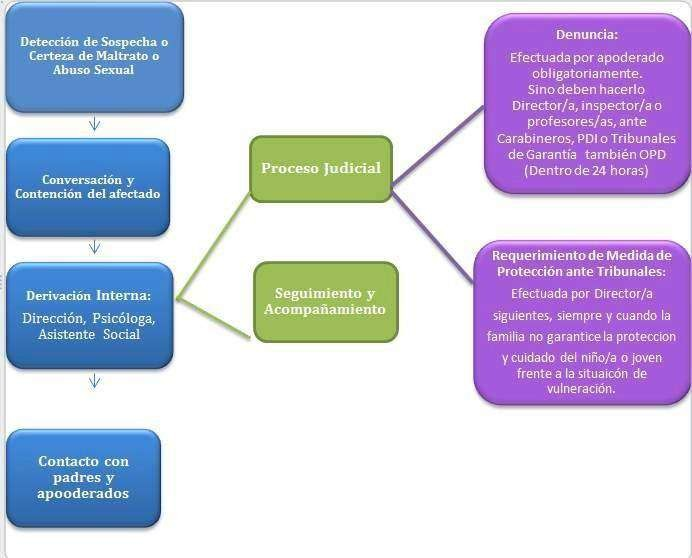 Detección de Sospecha o
Certeza de Maltrato o
Abuso Sexual
Conversación y
Contención del afectado
Derivación Interna:
Dirección, Psicóloga,
Asistente Social
Contacto con
padres y
apooderados
Proceso Judicial
Seguimiento y
Acompañamiento
Denuncia:
Efectuada por apoderado
obligatoriamente.
Sino deben hacerlo
Director/a, inspector/a o
profesores/as, ante
Carabineros, PDI o Tribunales
de Garantía también OPD
(Dentro de 24 horas)
Requerimiento de Medida de
Protección ante Tribunales:
Efectuada por Director/a
siguientes, siempre y cuando la
familia no garantice la proteccion
y cuidado del niño/a o joven
frente a la situaicón de
vulneración.